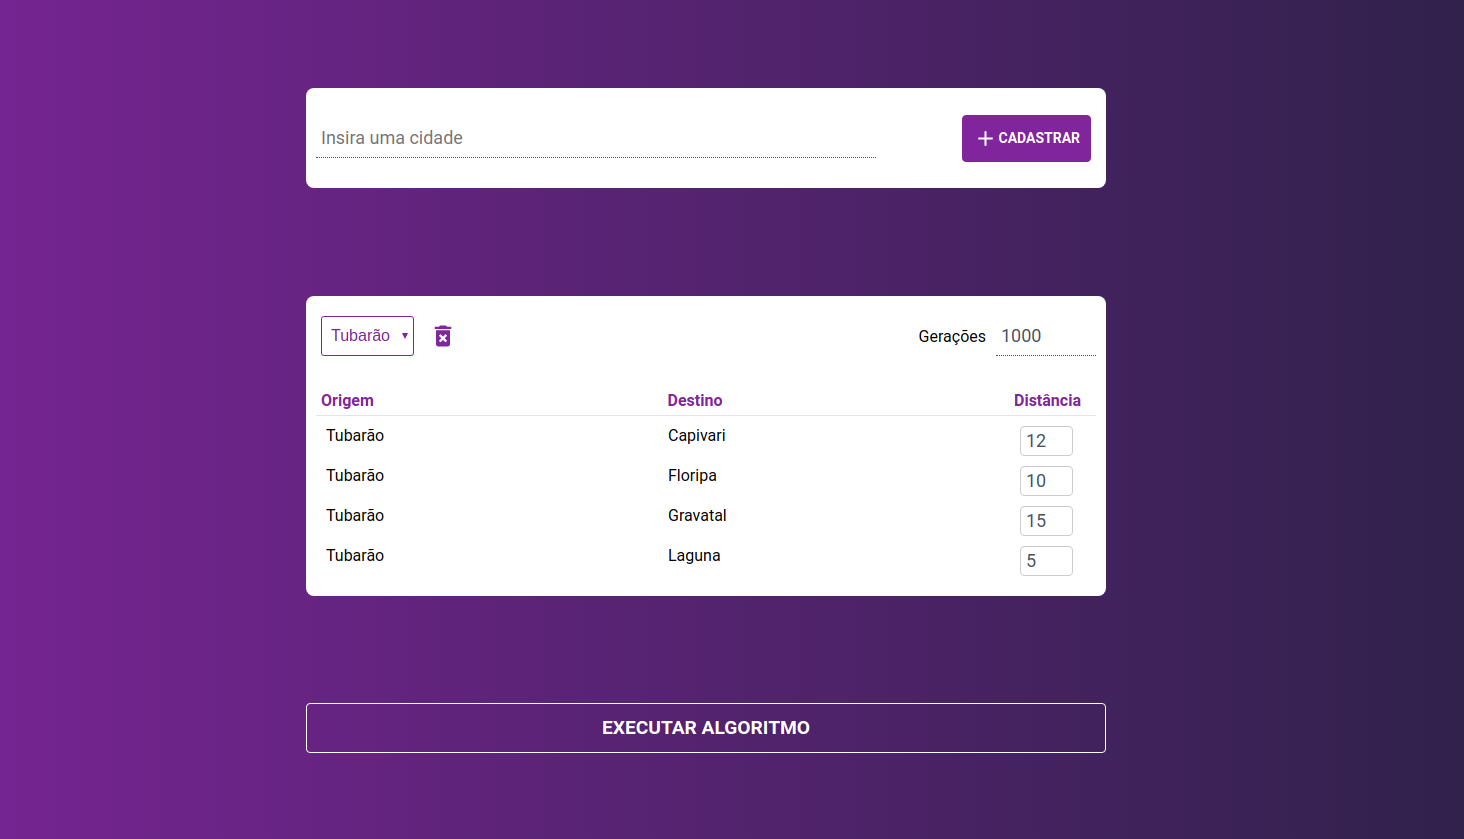 Insira uma cidade
CADASTRAR
Tubarão
Gerações 1000
Origem Destino Distância
Tubarão Capivari 12
Tubarão Floripa 10
Tubarão Gravatal 15
Tubarão Laguna 5
EXECUTAR ALGORITMO